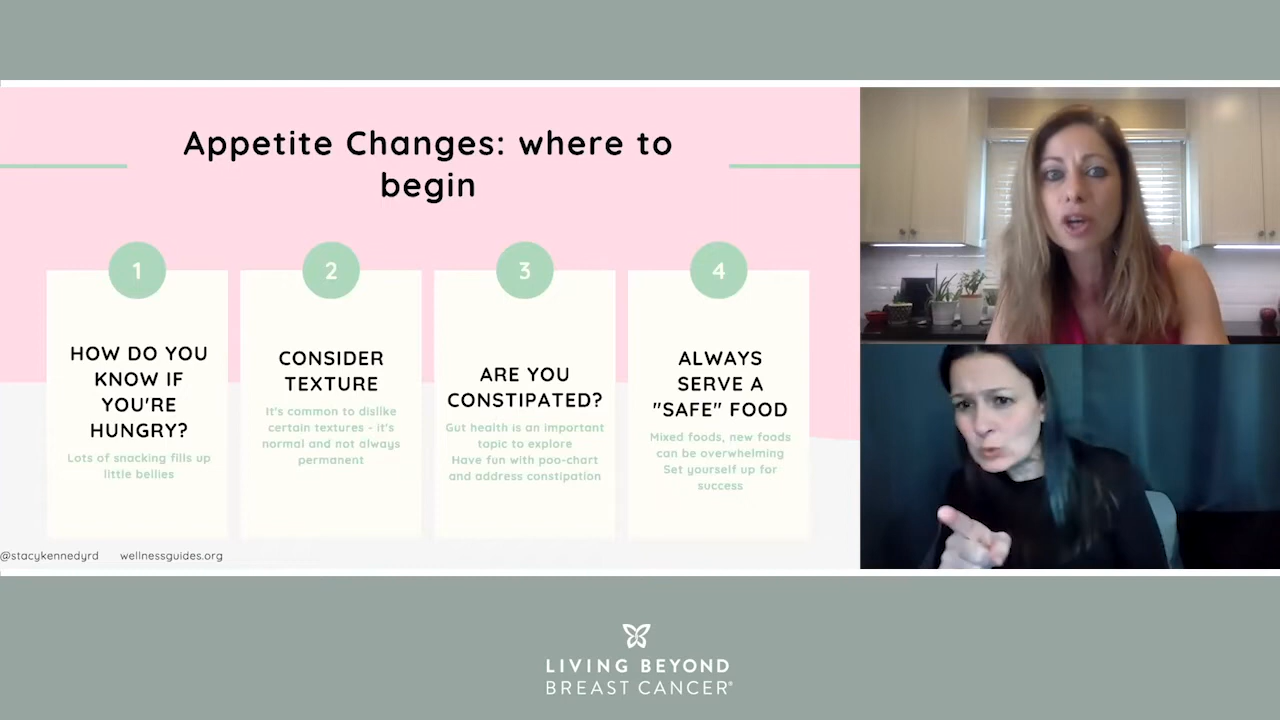 Appetite Changes: where to
begin
1
HOW DO YOU
KNOW IF
YOU'RE
HUNGRY?
Lots of snacking fills up
little bellies
2
CONSIDER
TEXTURE
It's common to dislike
certain textures - it's
normal and not always
permanent
3
ARE YOU
CONSTIPATED?
Gut health is an important
topic to explore
Have fun with poo-chart
and address constipation
4
ALWAYS
SERVE A
"SAFE" FOOD
Mixed foods, new foods
can be overwhelming
Set yourself up for
success
@stacykennedyrd wellnessguides.org
LIVING BEYOND
BREAST CANCER®